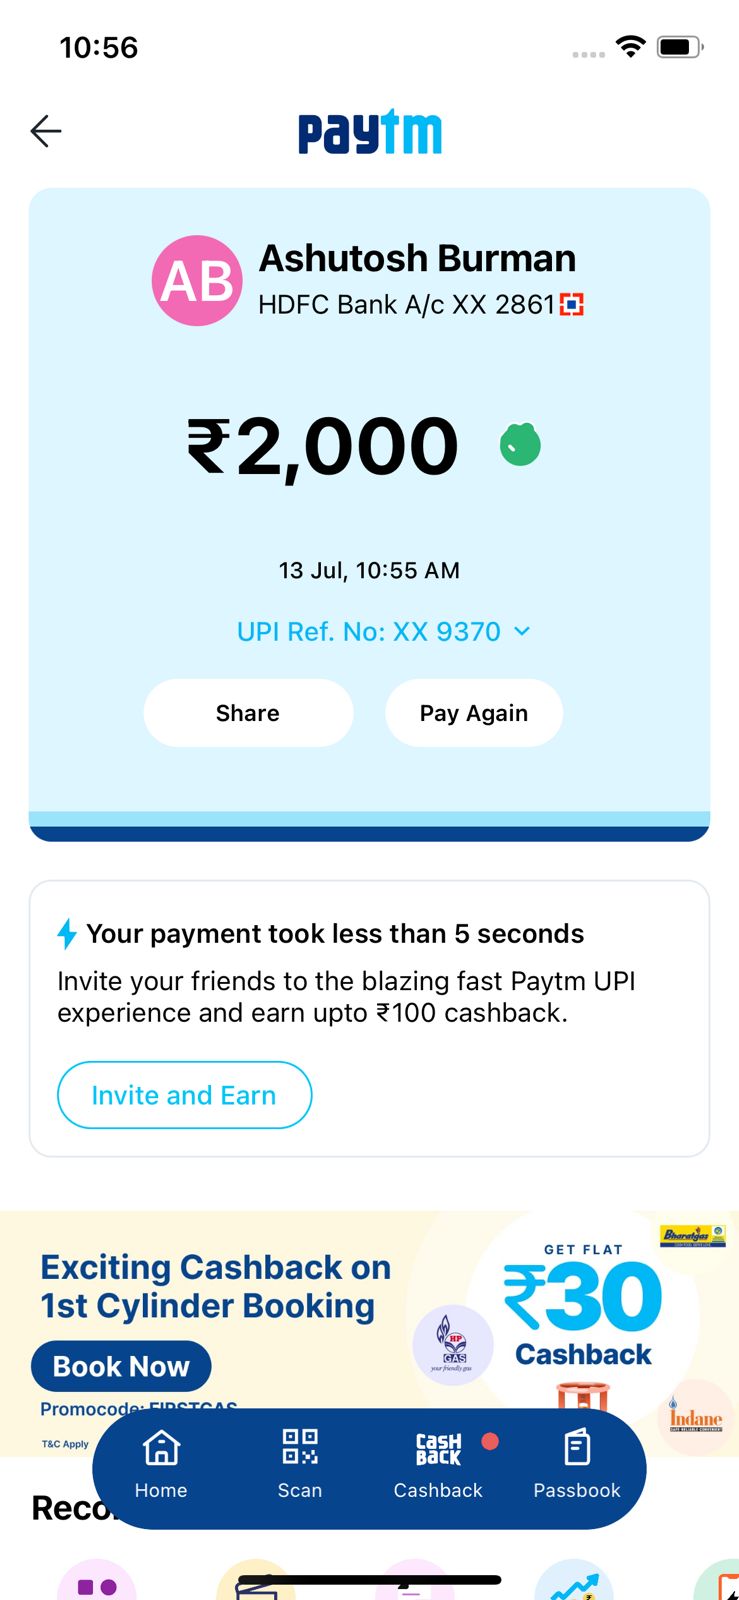 10:56
paytm
AB
Ashutosh Burman
HDFC Bank A/c XX 2861
₹2,000
13 Jul, 10:55 AM
UPI Ref. No: XX 9370
Share
Pay Again
Your payment took less than 5 seconds
Invite your friends to the blazing fast Paytm UPI
experience and earn upto ₹100 cashback.
Invite and Earn
Exciting Cashback on
1st Cylinder Booking
Book Now
Promocode: FIRSTGAS
T&C Apply
GET FLAT
₹30
Cashback
Bharatgas
HP
GAS
your friendly gas
Indane
Home
Scan
CASH
BACK
Cashback
Passbook
Reco